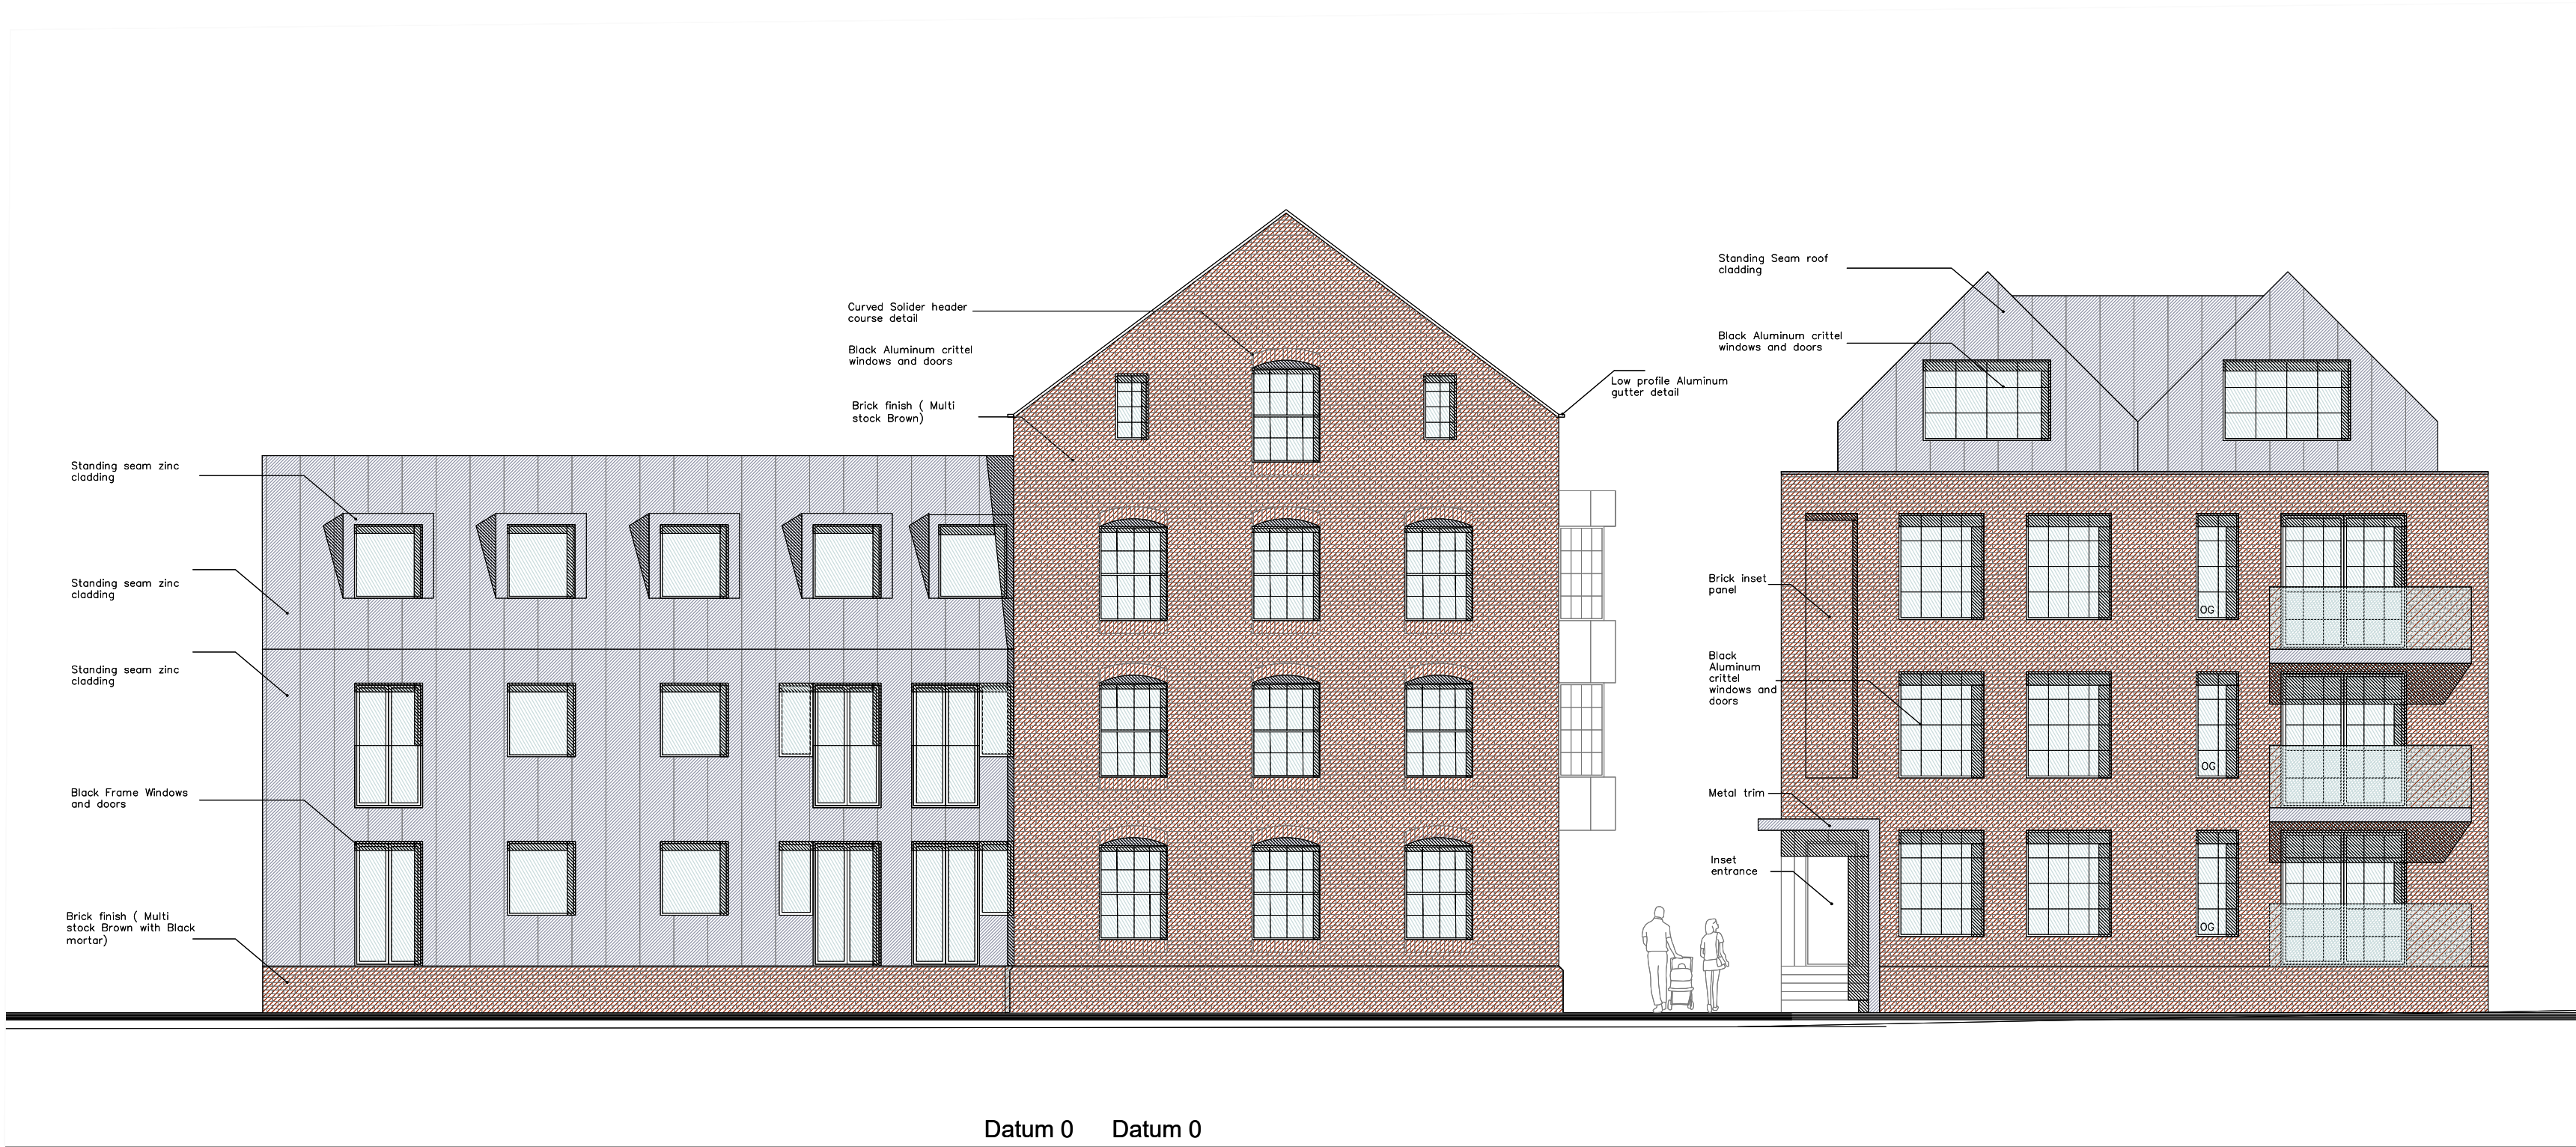 Standing seam zinc
cladding
Standing seam zinc
cladding
Standing seam zinc
cladding
Black Frame Windows
and doors
Brick finish ( Multi
stock Brown with Black
mortar)
Curved Solider header
course detail
Black Aluminum crittel
windows and doors
Brick finish ( Multi
stock Brown)
Low profile Aluminum
gutter detail
Standing Seam roof
cladding
Black Aluminum crittel
windows and doors
Brick inset
panel
Black
Aluminum
crittel
windows and
doors
Metal trim
Inset
entrance
OG
OG
OG
Datum 0
Datum 0